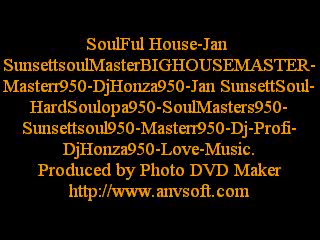 SoulFul House-Jan
SunsettsoulMasterBIGHOUSEMASTER-
Masterr950-DjHonza950-Jan SunsettSoul-
HardSoulopa950-SoulMasters950-
Sunsettsoul950-Masterr950-Dj-Profi-
DjHonza950-Love-Music.
Produced by Photo DVD Maker
http://www.anvsoft.com